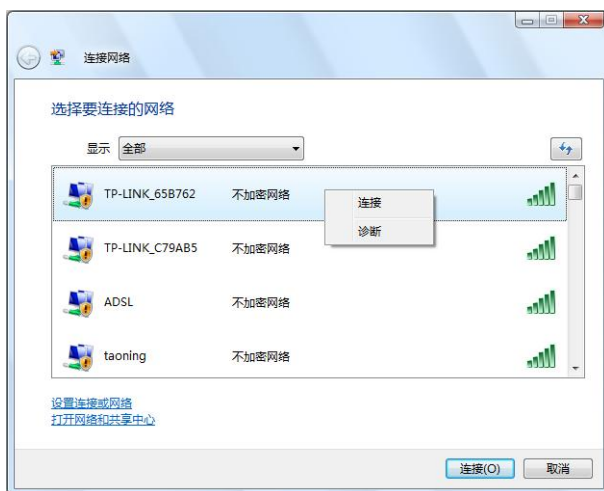 连接网络
选择要连接的网络
显示 全部
TP-LINK_65B762 不加密网络
连接
诊断
TP-LINK_C79AB5 不加密网络
ADSL 不加密网络
taoning 不加密网络
设置连接或网络
打开网络和共享中心
连接(O) 取消